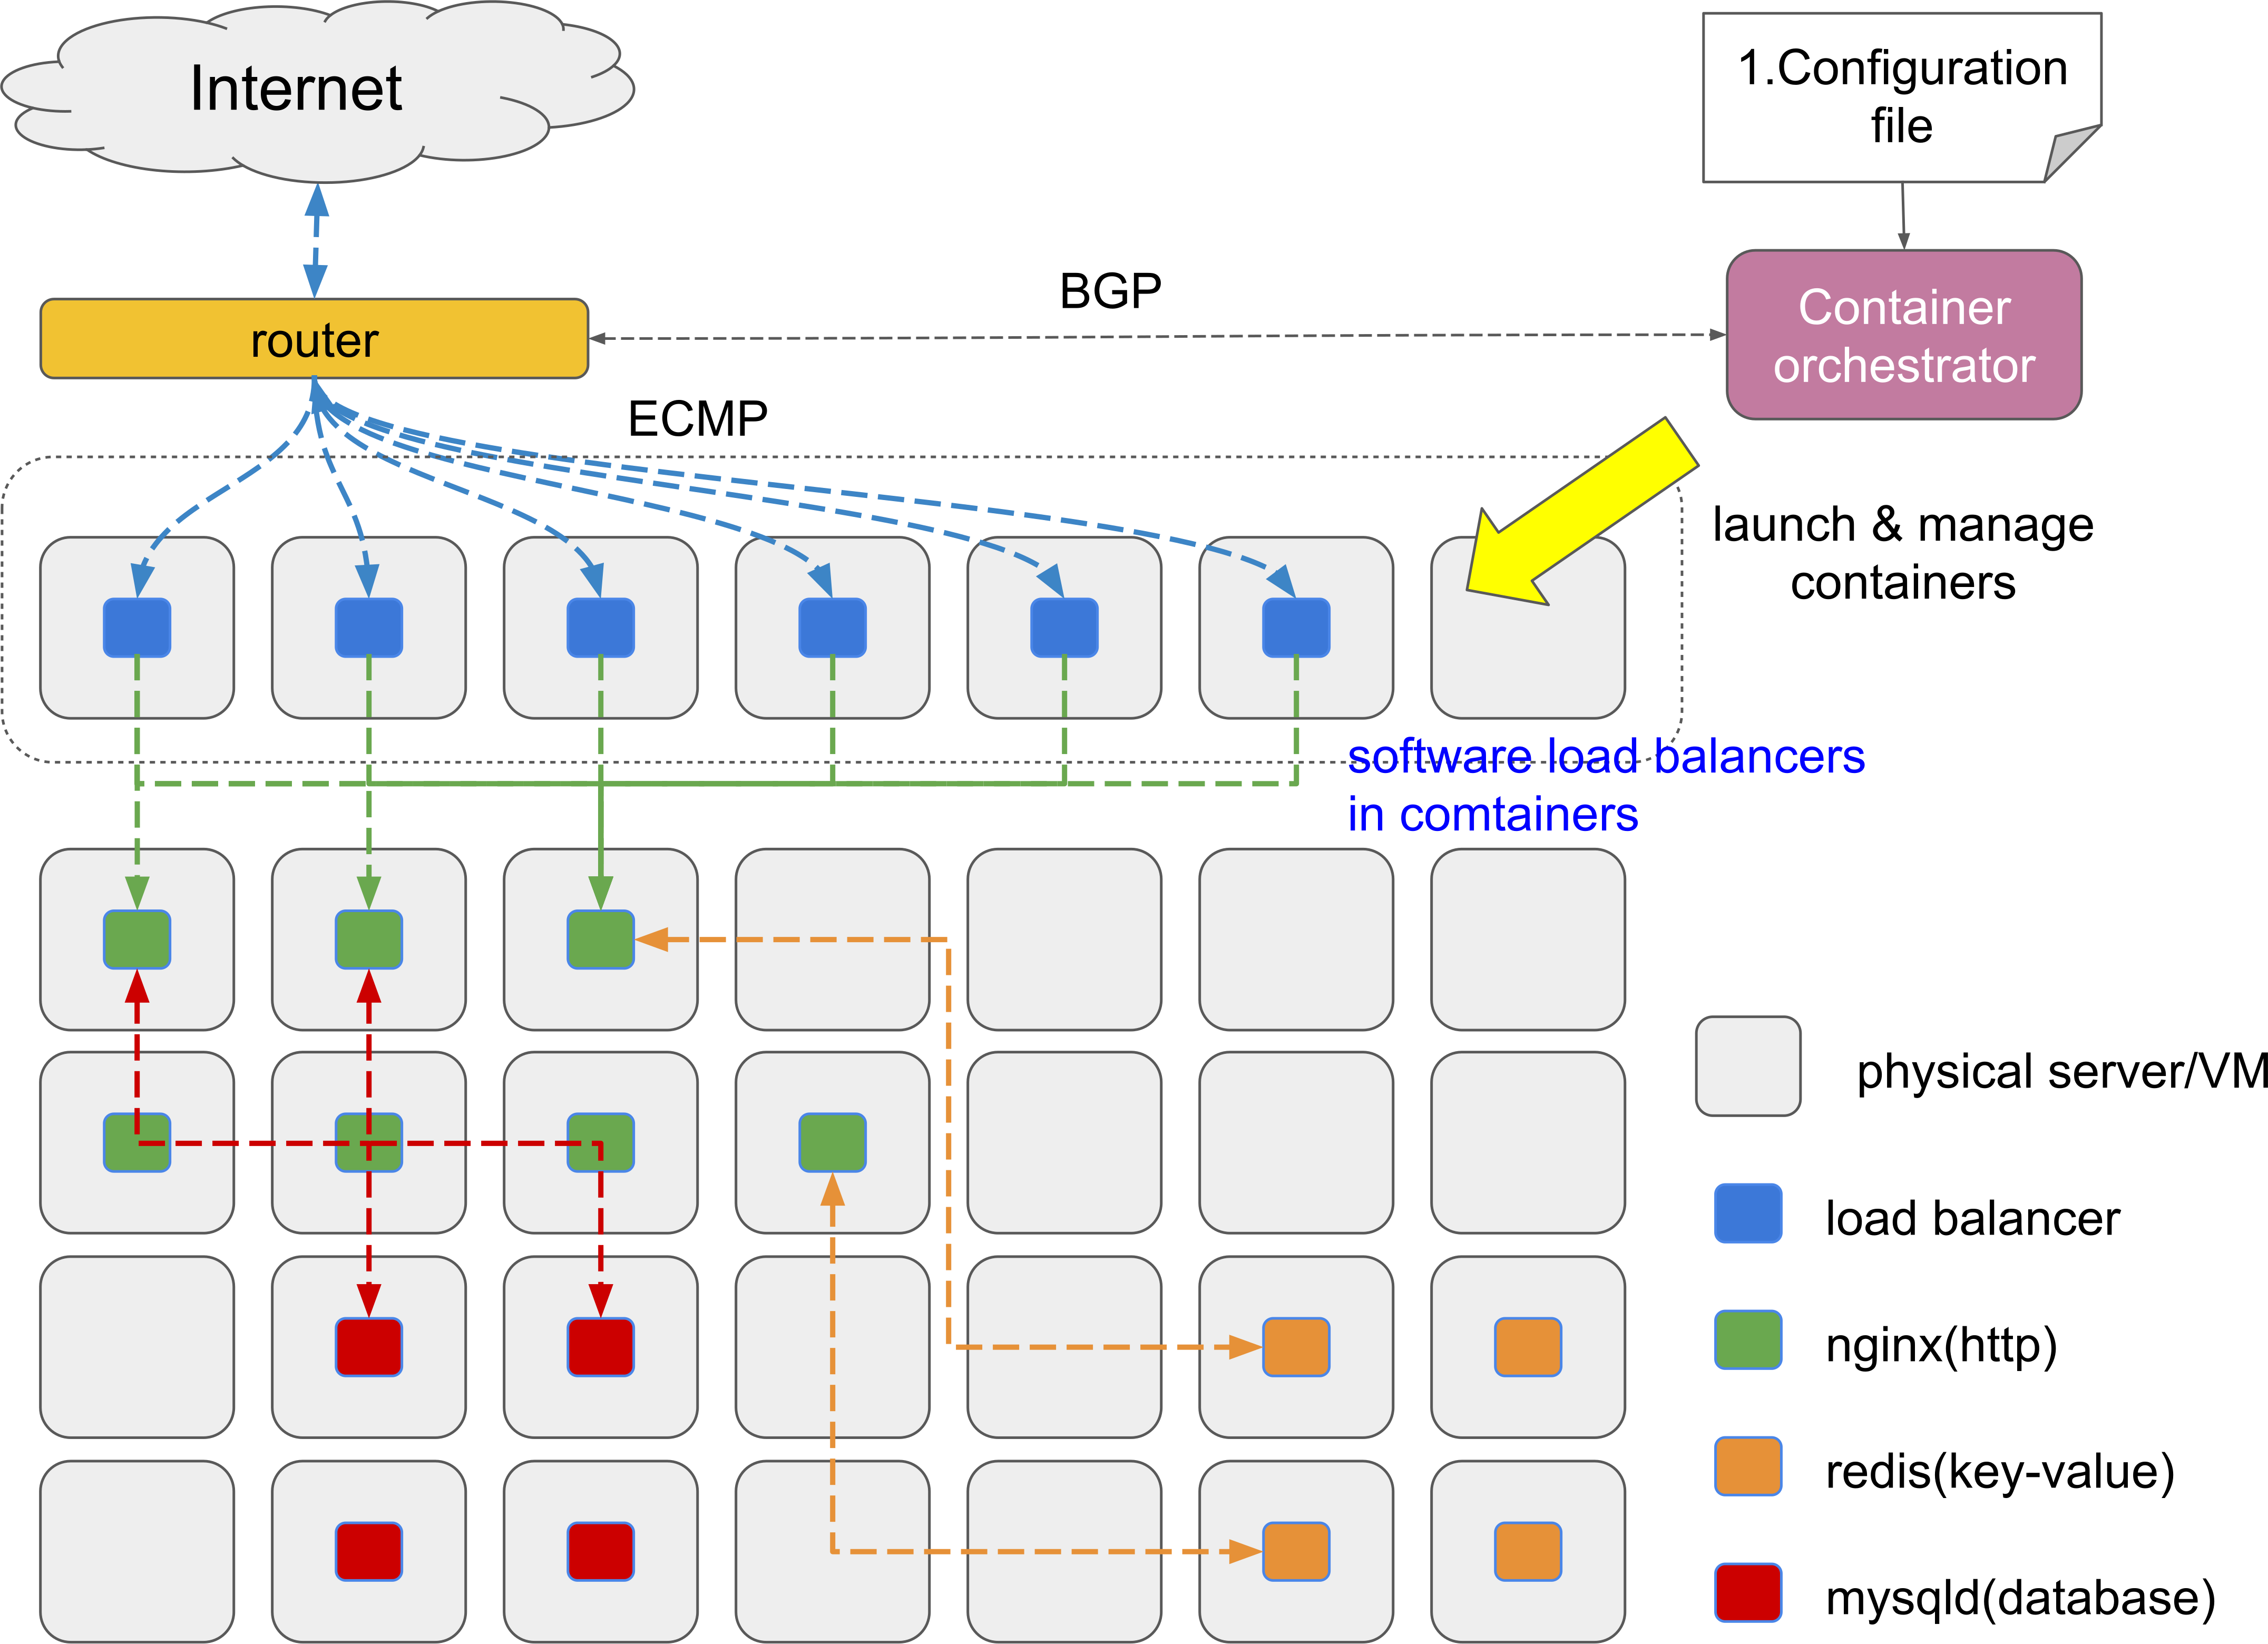 Internet
1.Configuration
file
BGP
Container
orchestrator
router
ECMP
launch & manage
containers
software load balancers
in comtainers
physical server/VM
load balancer
nginx(http)
redis(key-value)
mysqld(database)